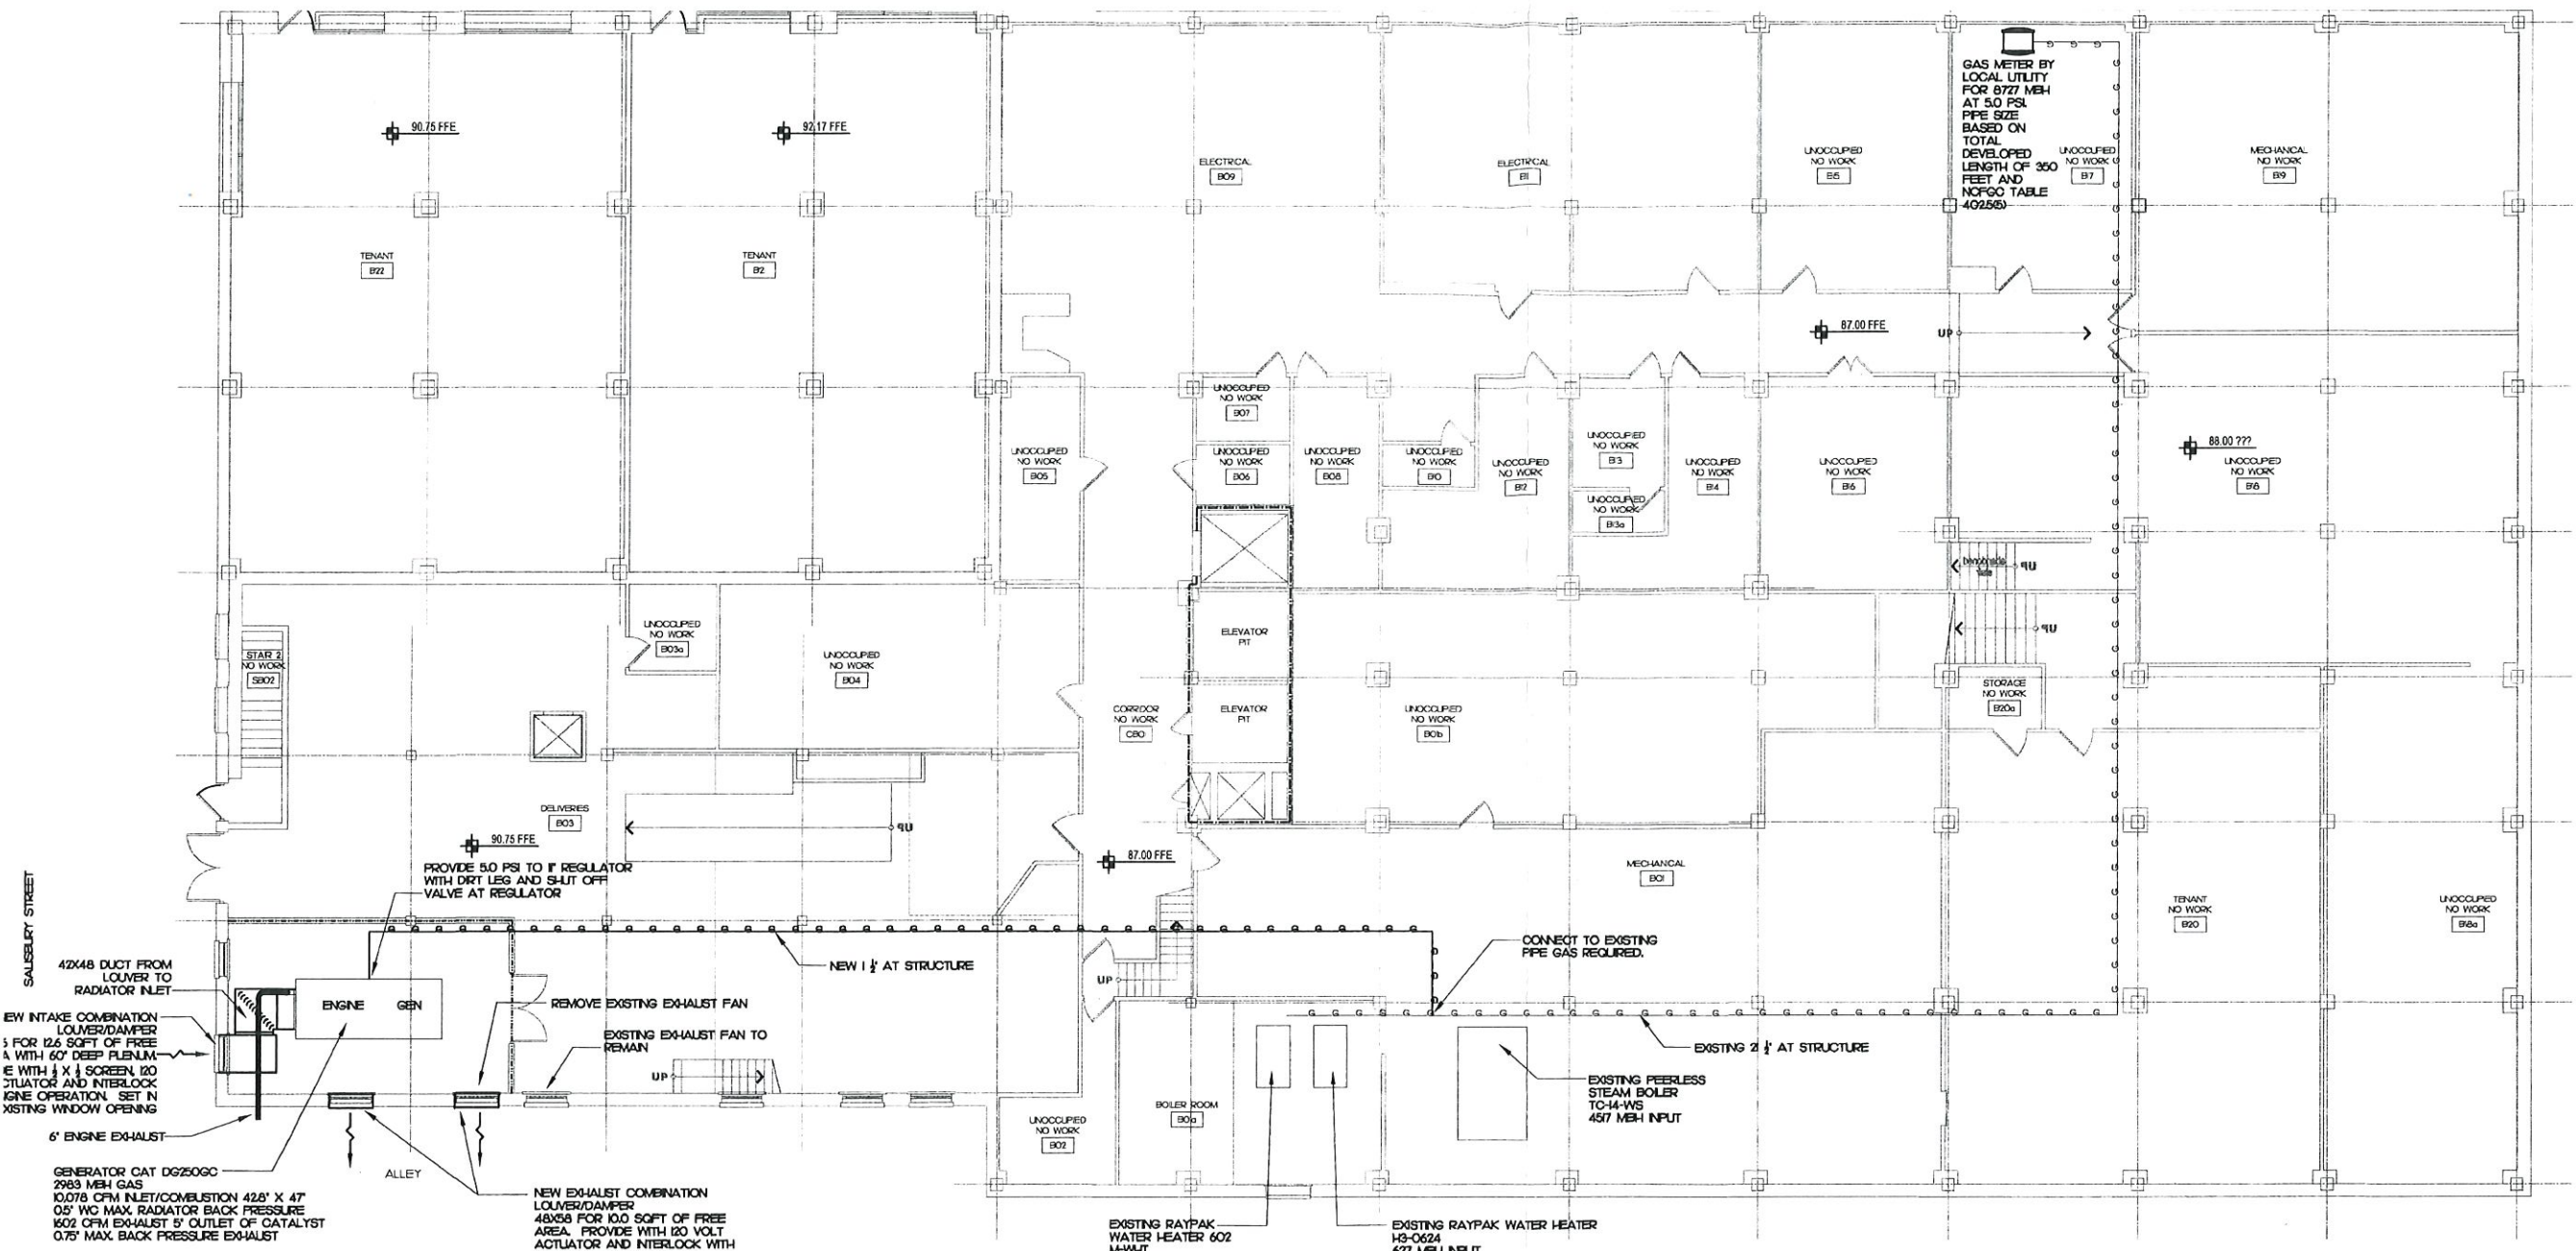 GAS METER BY
LOCAL UTILITY
FOR 8727 MBH
AT 5.0 PSI.
PIPE SIZE
BASED ON
TOTAL
DEVELOPED
LENGTH OF 350
FEET AND
NCFGC TABLE
402.5(5)
90.75 FFE
92.17 FFE
ELECTRICAL
B09
ELECTRICAL
B11
UNOCCUPIED
NO WORK
B15
UNOCCUPIED
NO WORK
B17
MECHANICAL
NO WORK
B19
TENANT
B22
TENANT
B2
87.00 FFE
UP
UNOCCUPIED
NO WORK
B07
UNOCCUPIED
NO WORK
B05
UNOCCUPIED
NO WORK
B06
UNOCCUPIED
NO WORK
B08
UNOCCUPIED
NO WORK
B10
UNOCCUPIED
NO WORK
B12
UNOCCUPIED
NO WORK
B13
UNOCCUPIED
NO WORK
B13a
UNOCCUPIED
NO WORK
B14
UNOCCUPIED
NO WORK
B16
88.00 ???
UNOCCUPIED
NO WORK
B18
UP
UP
STAIR 2
NO WORK
SB02
UNOCCUPIED
NO WORK
B03a
UNOCCUPIED
NO WORK
B04
ELEVATOR
PIT
ELEVATOR
PIT
CORRIDOR
NO WORK
CB0
UNOCCUPIED
NO WORK
B01b
STORAGE
NO WORK
B20a
DELIVERIES
B03
90.75 FFE
UP
87.00 FFE
MECHANICAL
B01
TENANT
NO WORK
B20
UNOCCUPIED
NO WORK
B18a
SALISBURY STREET
PROVIDE 5.0 PSI TO 1" REGULATOR
WITH DIRT LEG AND SHUT OFF
VALVE AT REGULATOR
NEW 1 ½" AT STRUCTURE
CONNECT TO EXISTING
PIPE GAS REQUIRED.
42X48 DUCT FROM
LOUVER TO
RADIATOR INLET
ENGINE GEN
UP
REMOVE EXISTING EXHAUST FAN
EXISTING EXHAUST FAN TO
REMAIN
UP
EW INTAKE COMBINATION
LOUVER/DAMPER
FOR 12.6 SQFT OF FREE
A WITH 60" DEEP PLENUM.
E WITH ½ X ½ SCREEN, 120
CTUATOR AND INTERLOCK
GINE OPERATION. SET IN
XISTING WINDOW OPENING
6" ENGINE EXHAUST
EXISTING 2 ½" AT STRUCTURE
EXISTING PEERLESS
STEAM BOILER
TC-14-WS
4517 MBH INPUT
UNOCCUPIED
NO WORK
B02
BOILER ROOM
B01a
ALLEY
GENERATOR CAT DG250GC
2983 MBH GAS
10,078 CFM INLET/COMBUSTION 42.8" X 47"
0.5" WC MAX. RADIATOR BACK PRESSURE
1602 CFM EXHAUST 5" OUTLET OF CATALYST
0.75" MAX. BACK PRESSURE EXHAUST
NEW EXHAUST COMBINATION
LOUVER/DAMPER
48X58 FOR 10.0 SQFT OF FREE
AREA. PROVIDE WITH 120 VOLT
ACTUATOR AND INTERLOCK WITH
EXISTING RAYPAK
WATER HEATER 602
EXISTING RAYPAK WATER HEATER
H3-0624
627 MBH INPUT